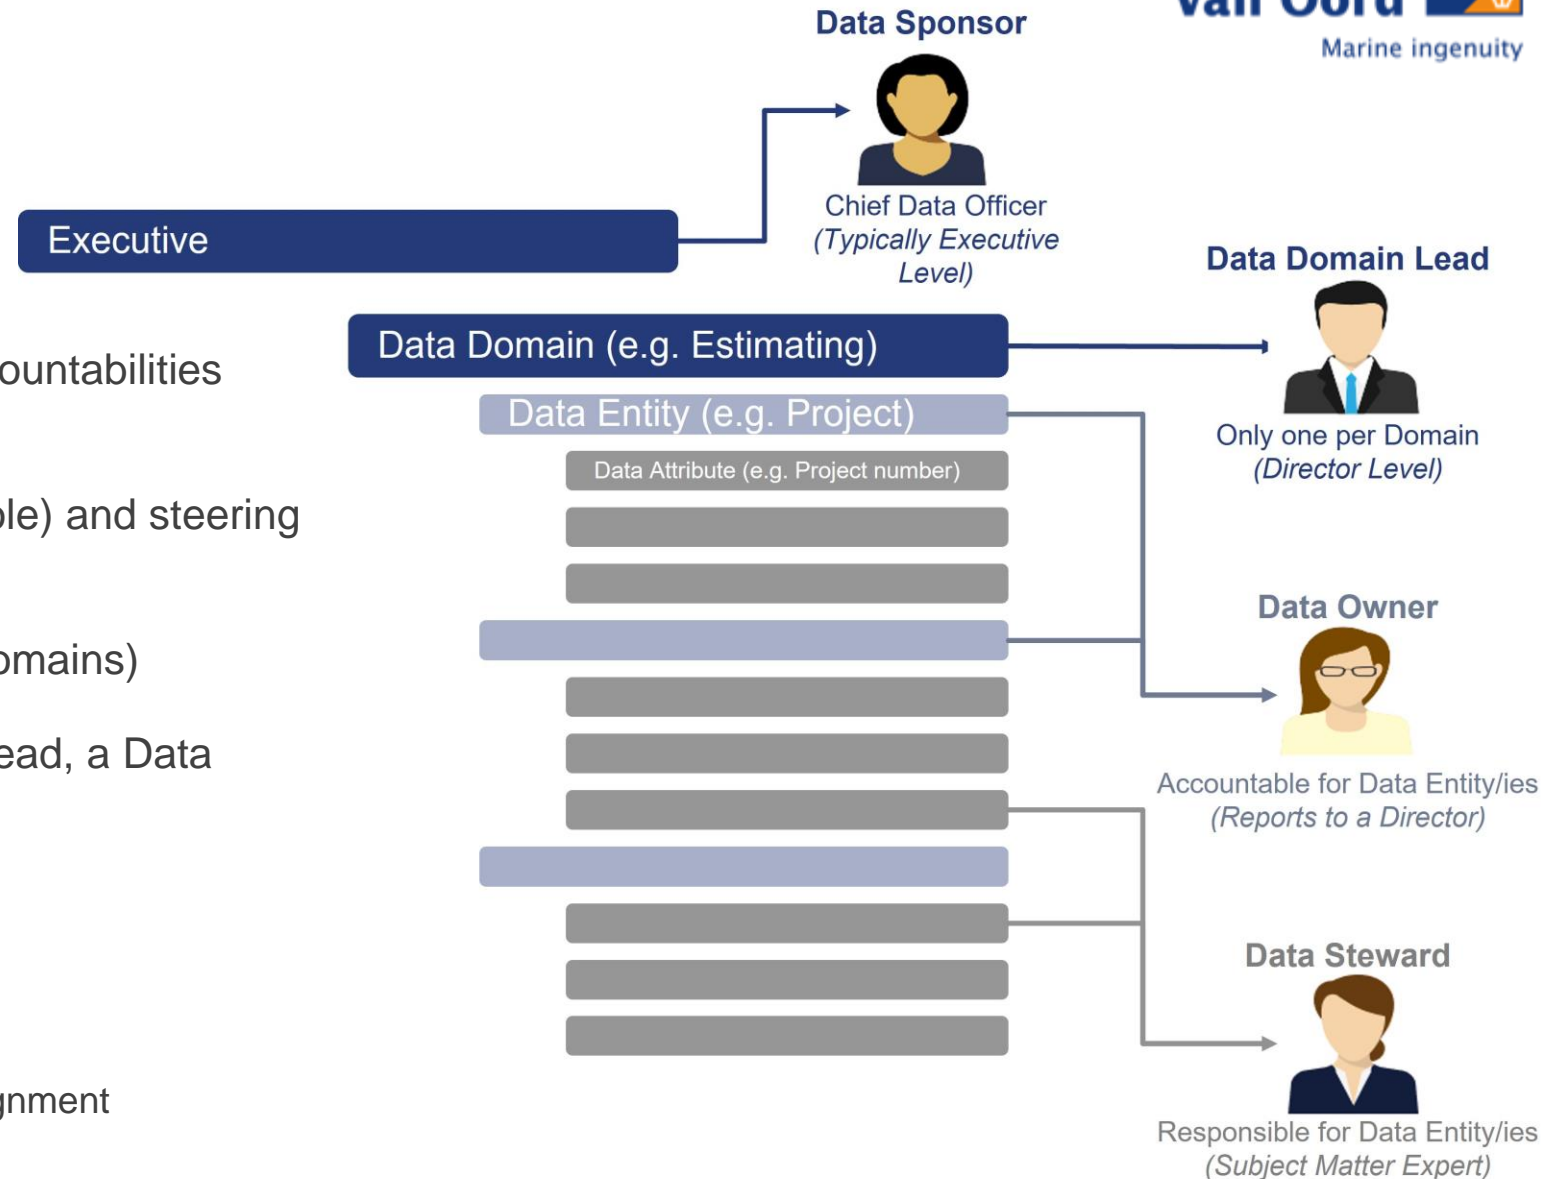 Van Oord
Marine ingenuity
Data Sponsor
Chief Data Officer
(Typically Executive
Level)
Executive
Data Domain Lead
Only one per Domain
(Director Level)
Data Domain (e.g. Estimating)
Data Entity (e.g. Project)
Data Attribute (e.g. Project number)
ountabilities
ole) and steering
omains)
ead, a Data
gnment
Data Owner
Accountable for Data Entity/ies
(Reports to a Director)
Data Steward
Responsible for Data Entity/ies
(Subject Matter Expert)